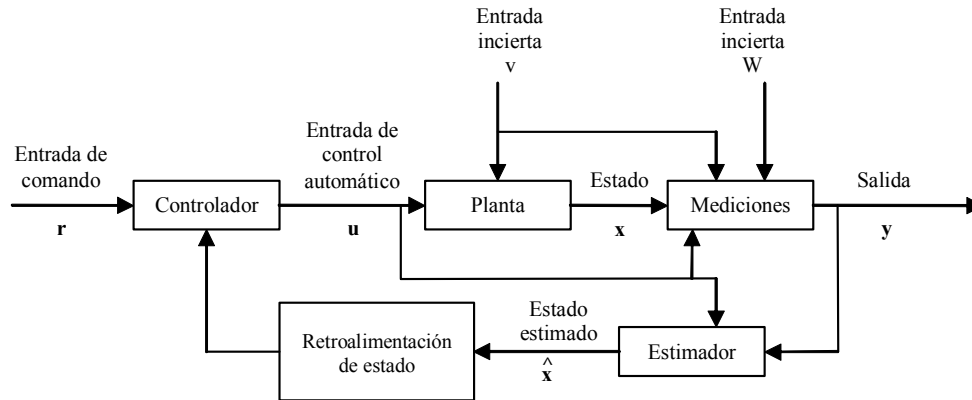 Entrada
incierta
v
Entrada
incierta
W
Entrada de
comando
r
Controlador
Entrada de
control
automático
u
Planta
Estado
x
Mediciones
Salida
y
Retroalimentación
de estado
Estado
estimado
x̂
Estimador